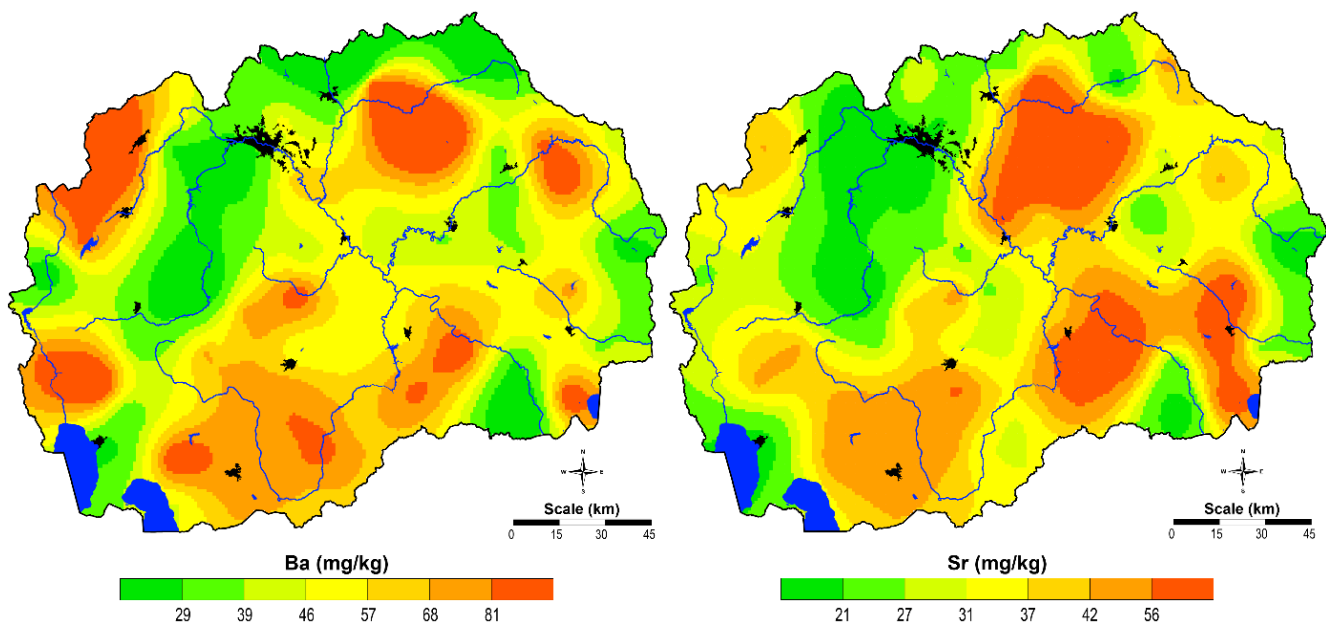 N
W E
S
Scale (km)
0 15 30 45
Ba (mg/kg)
29 39 46 57 68 81
N
W E
S
Scale (km)
0 15 30 45
Sr (mg/kg)
21 27 31 37 42 56